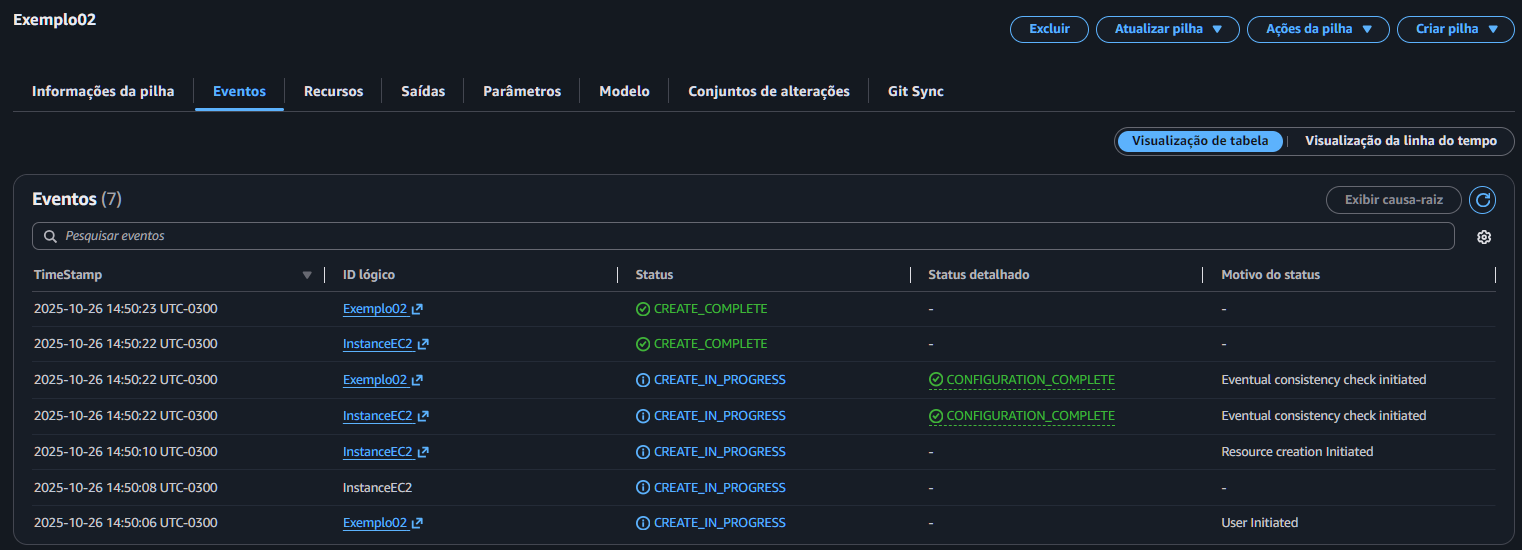 Exemplo02
Excluir Atualizar pilha Ações da pilha Criar pilha
Informações da pilha Eventos Recursos Saídas Parâmetros Modelo Conjuntos de alterações Git Sync
Visualização de tabela Visualização da linha do tempo
Eventos (7) Exibir causa-raiz
Pesquisar eventos
TimeStamp ID lógico Status Status detalhado Motivo do status
2025-10-26 14:50:23 UTC-0300 Exemplo02 CREATE_COMPLETE - -
2025-10-26 14:50:22 UTC-0300 InstanceEC2 CREATE_COMPLETE - -
2025-10-26 14:50:22 UTC-0300 Exemplo02 CREATE_IN_PROGRESS CONFIGURATION_COMPLETE Eventual consistency check initiated
2025-10-26 14:50:22 UTC-0300 InstanceEC2 CREATE_IN_PROGRESS CONFIGURATION_COMPLETE Eventual consistency check initiated
2025-10-26 14:50:10 UTC-0300 InstanceEC2 CREATE_IN_PROGRESS - Resource creation Initiated
2025-10-26 14:50:08 UTC-0300 InstanceEC2 CREATE_IN_PROGRESS - -
2025-10-26 14:50:06 UTC-0300 Exemplo02 CREATE_IN_PROGRESS - User Initiated